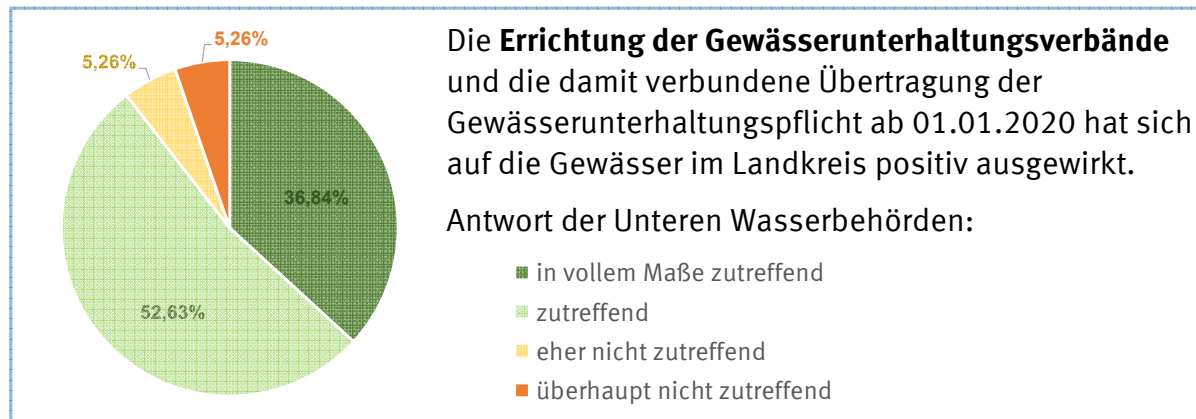 5,26%
5,26%
36,84%
52,63%
Die Errichtung der Gewässerunterhaltungsverbände
und die damit verbundene Übertragung der
Gewässerunterhaltungspflicht ab 01.01.2020 hat sich
auf die Gewässer im Landkreis positiv ausgewirkt.
Antwort der Unteren Wasserbehörden:
in vollem Maße zutreffend
zutreffend
eher nicht zutreffend
überhaupt nicht zutreffend